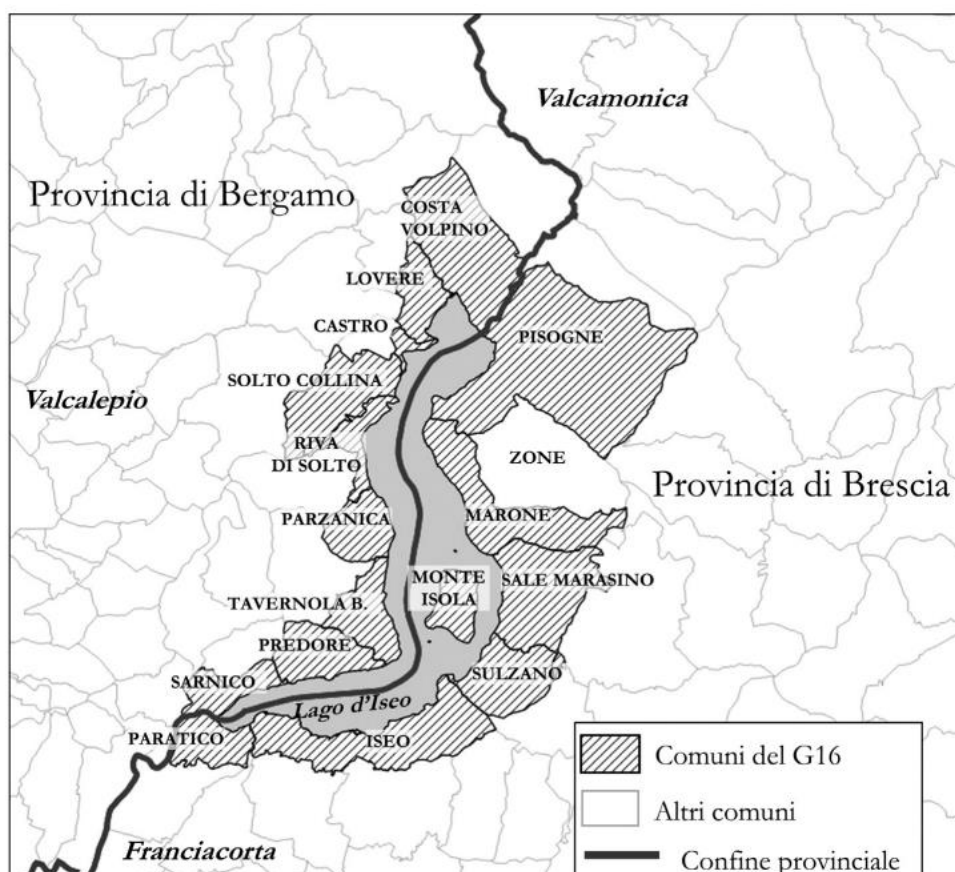 Valcamonica
Provincia di Bergamo
COSTA
VOLPINO
LOVERE
CASTRO
PISOGNE
SOLTO COLLINA
Valcalepio
RIVA
DI SOLTO
ZONE
Provincia di Brescia
PARZANICA
MARONE
MONTE
ISOLA
SALE MARASINO
TAVERNOLA B.
PREDORE
SULZANO
SARNICO
Lago d'Iseo
PARATICO
ISEO
Comuni del G16
Altri comuni
Franciacorta
Confine provinciale